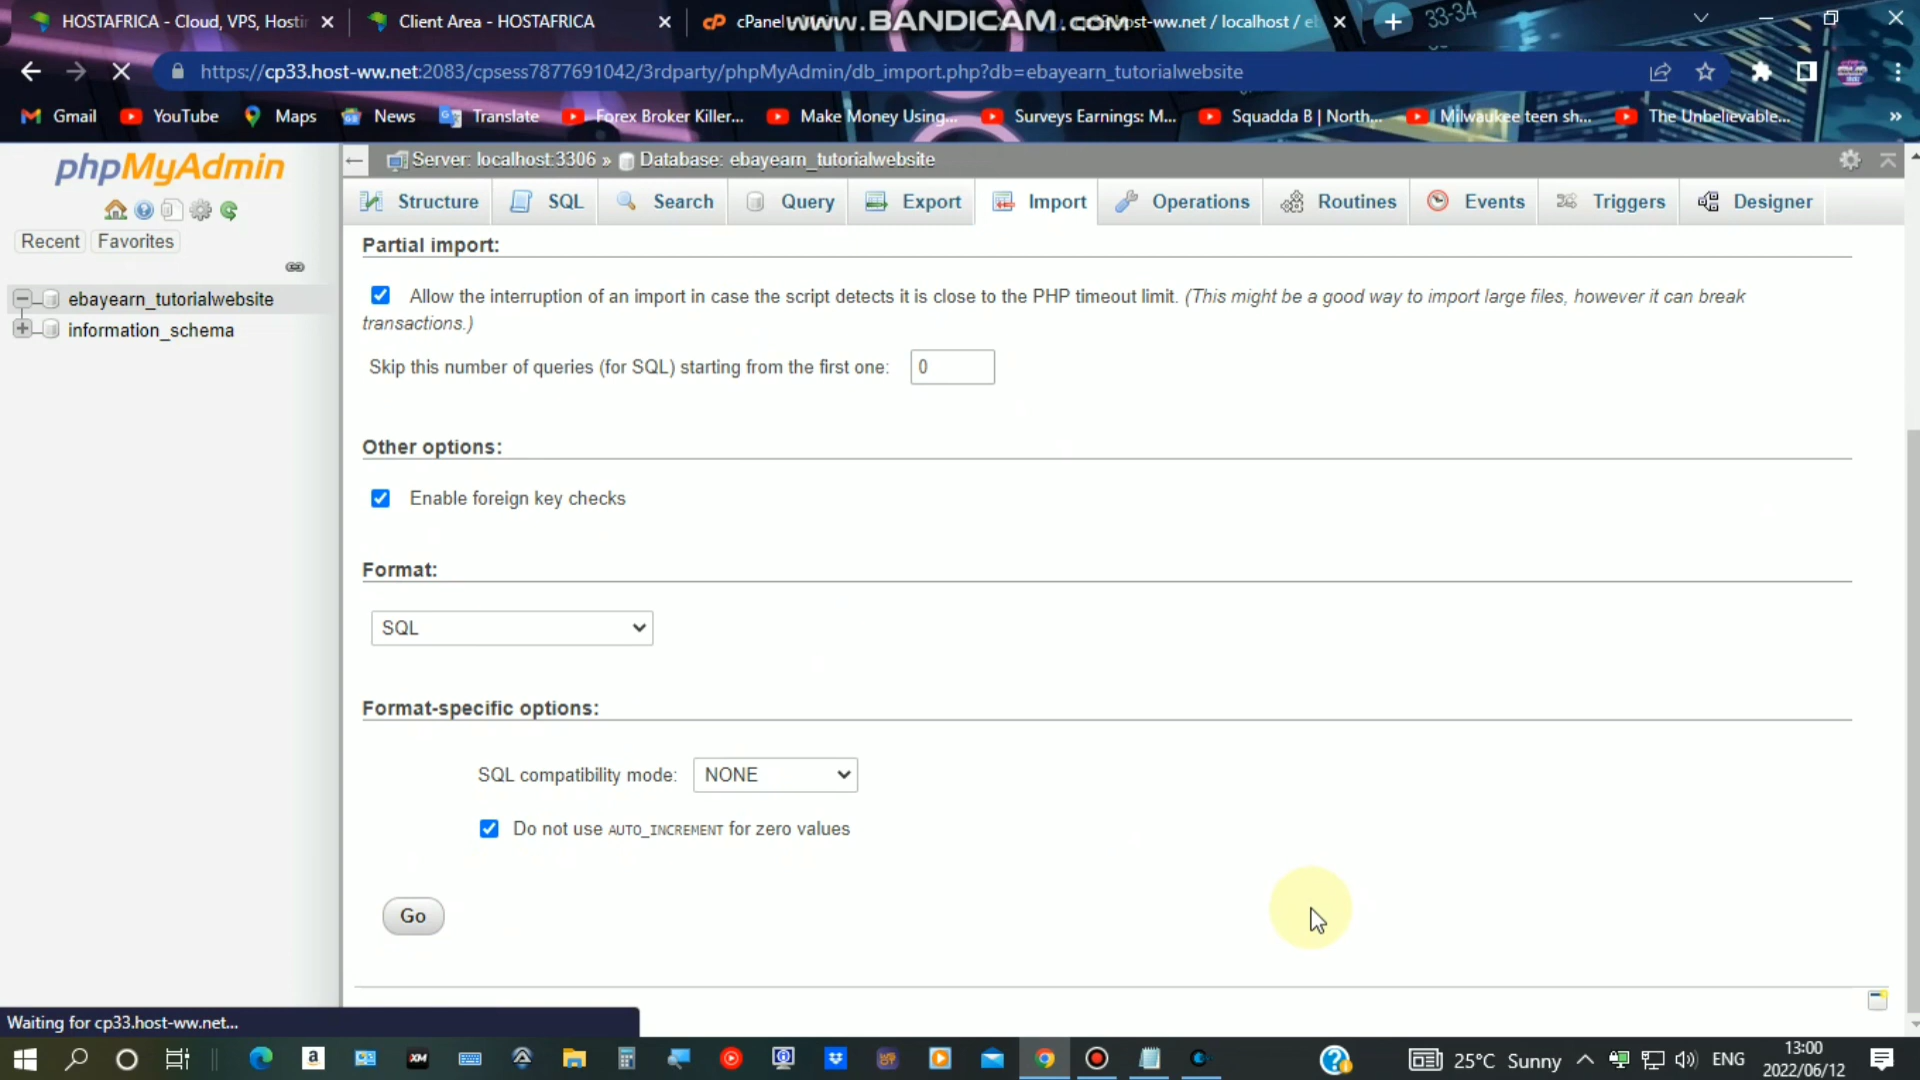 HOSTAFRICA - Cloud, VPS, Hostin
Client Area - HOSTAFRICA
cPanel
www.BANDICAM.com
ost-ww.net / localhost / e
33-34
https://cp33.host-ww.net:2083/cpsess7877691042/3rdparty/phpMyAdmin/db_import.php?db=ebayearn_tutorialwebsite
Gmail YouTube Maps News Translate Forex Broker Killer... Make Money Using... Surveys Earnings: M... Squadda B | North... Milwaukee teen sh... The Unbelievable... »
phpMyAdmin
Recent Favorites
ebayearn_tutorialwebsite
information_schema
Server: localhost:3306 » Database: ebayearn_tutorialwebsite
Structure SQL Search Query Export Import Operations Routines Events Triggers Designer
Partial import:
Allow the interruption of an import in case the script detects it is close to the PHP timeout limit. (This might be a good way to import large files, however it can break
transactions.)
Skip this number of queries (for SQL) starting from the first one: 0
Other options:
Enable foreign key checks
Format:
SQL
Format-specific options:
SQL compatibility mode: NONE
Do not use AUTO_INCREMENT for zero values
Go
Waiting for cp33.host-ww.net...
25°C Sunny ENG
13:00
2022/06/12